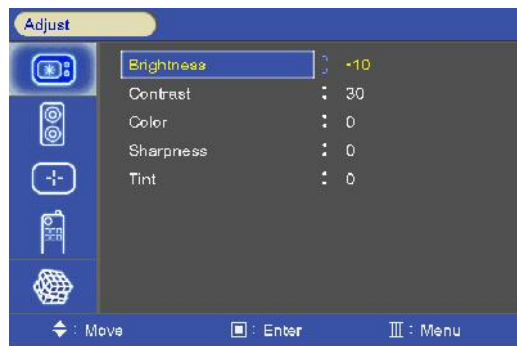 Adjust
Brightness : -10
Contrast : 30
Color : 0
Sharpness : 0
Tint : 0
: Move : Enter : Menu